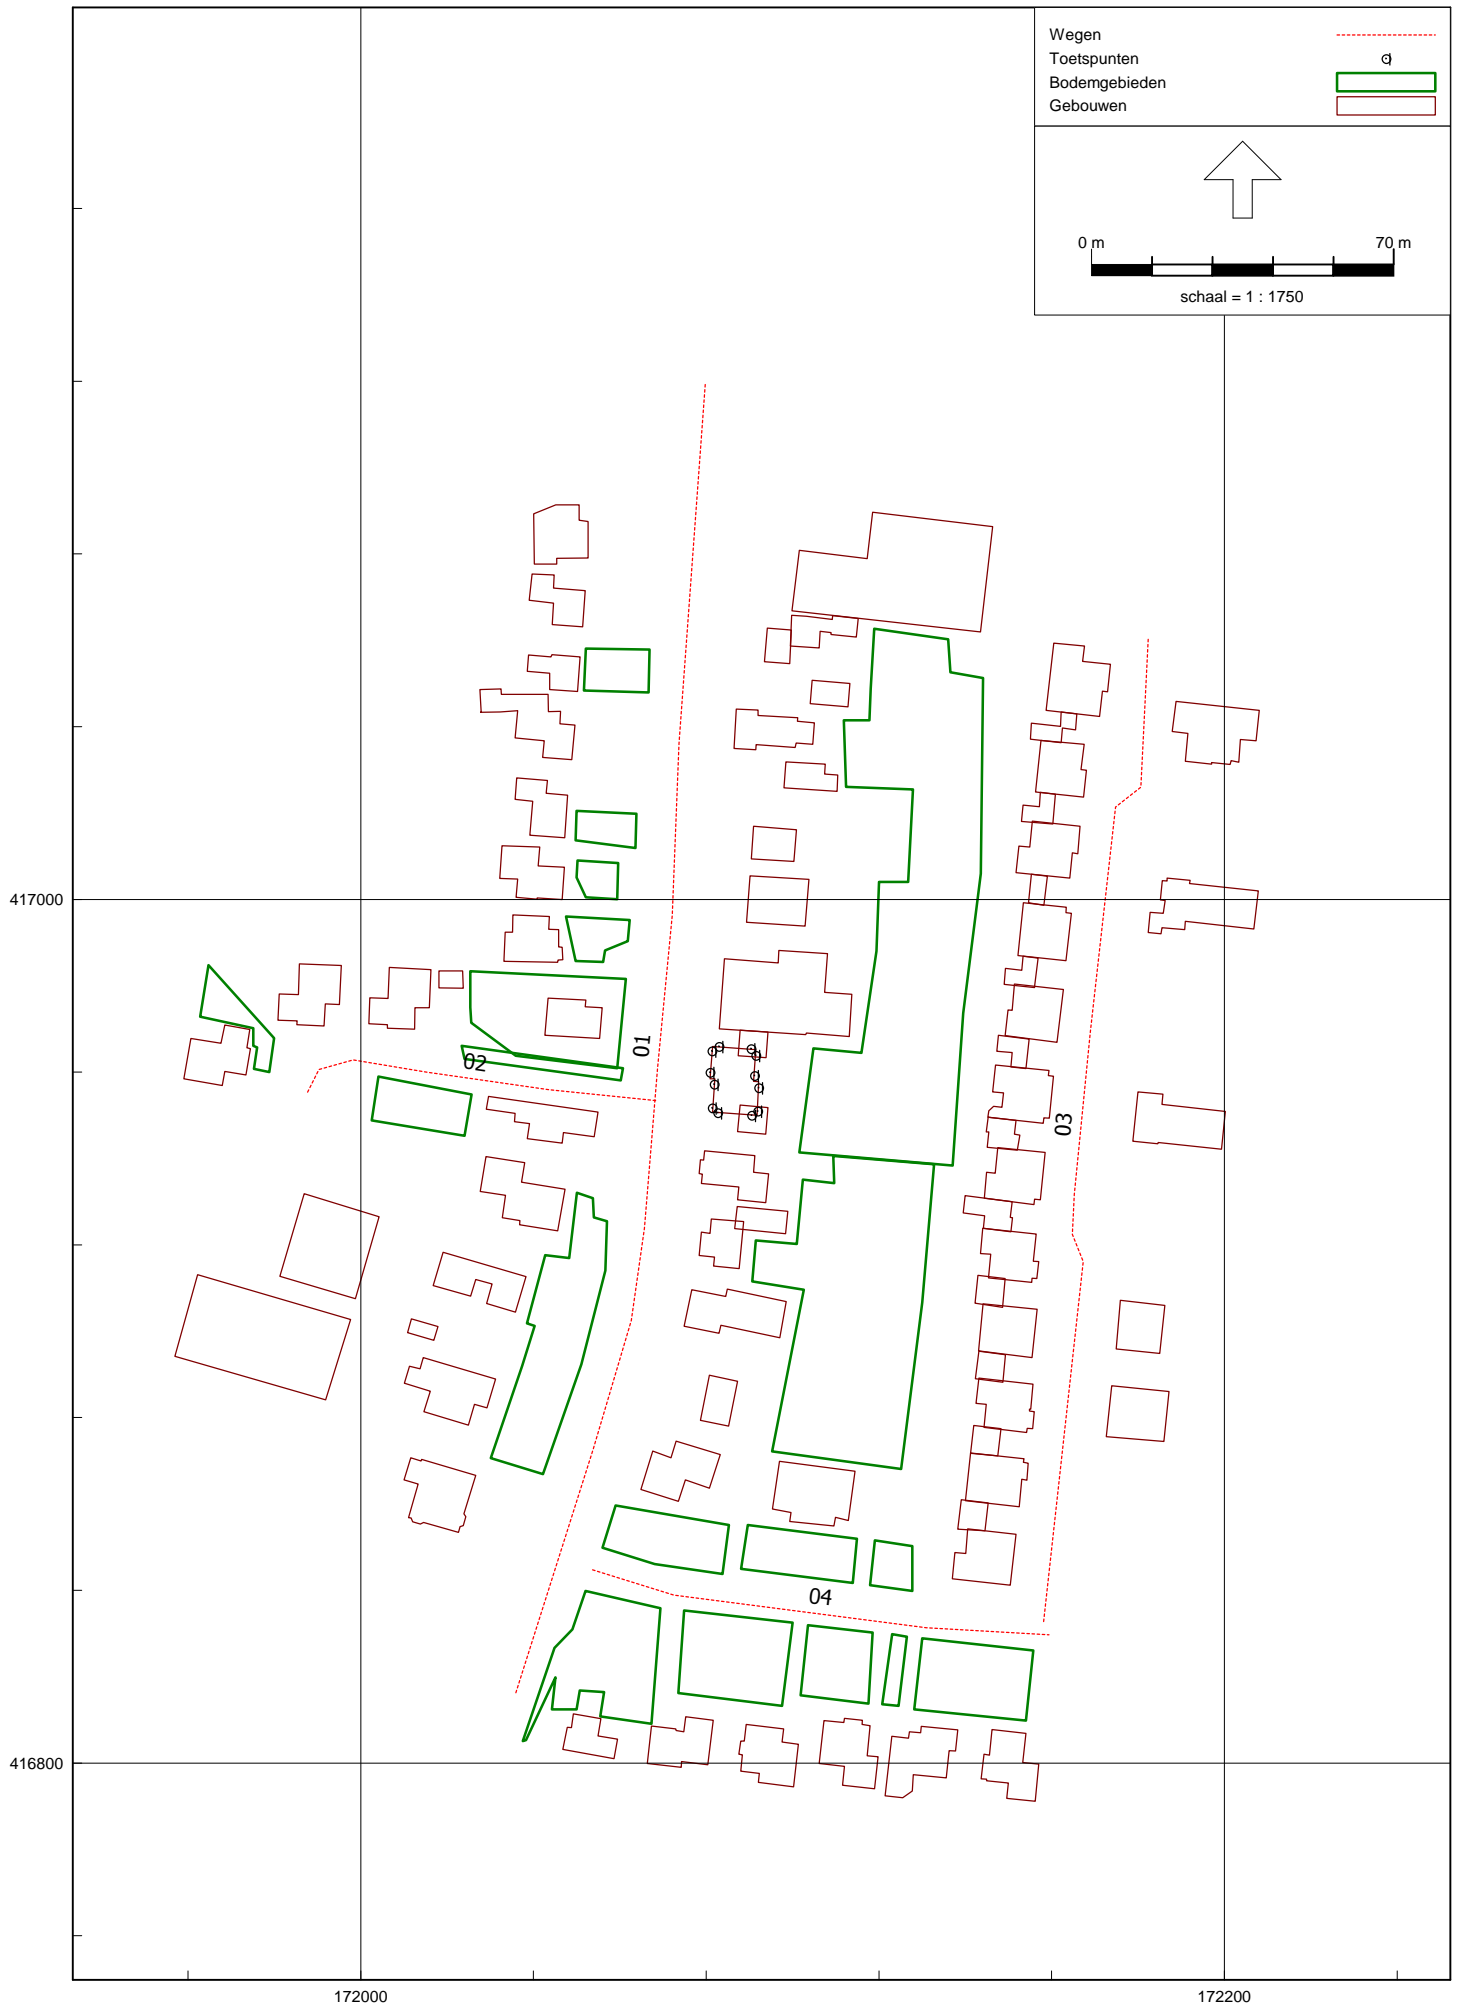 Wegen
Toetspunten
Bodemgebieden
Gebouwen
0 m 70 m
schaal = 1 : 1750
417000
01
02
03
04
416800
172000 172200